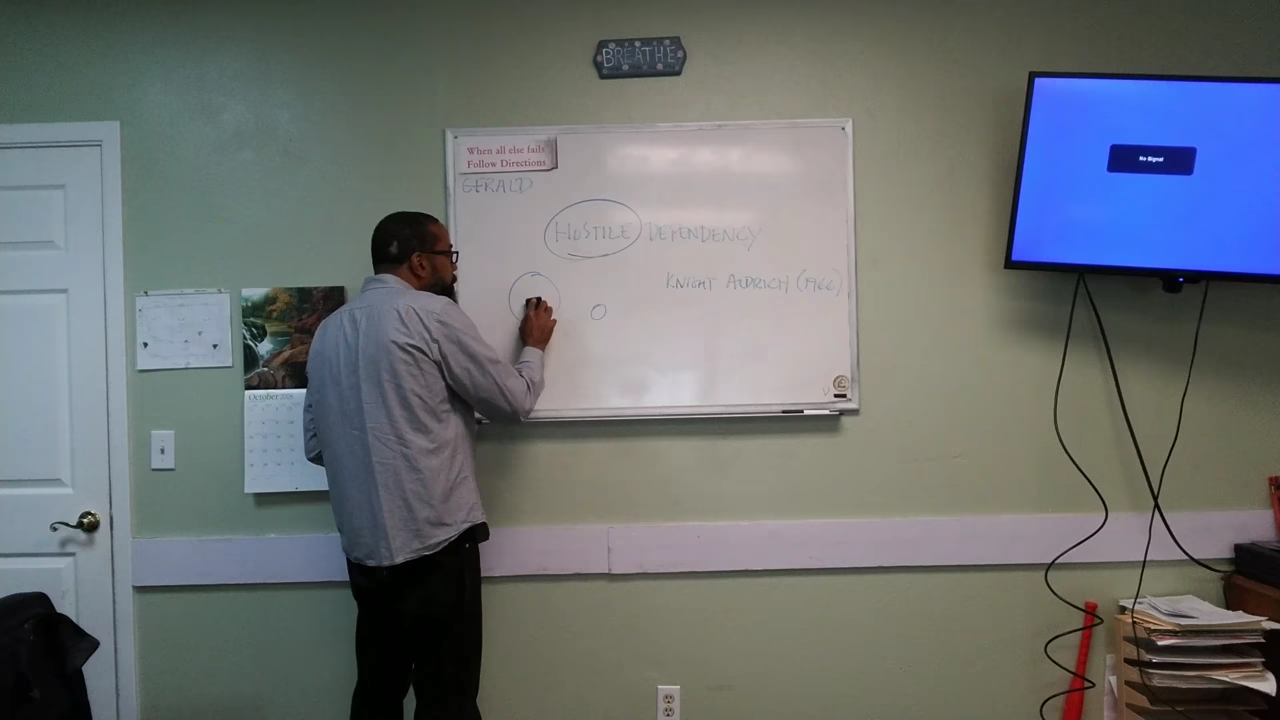 BREATHE
When all else fails
Follow Directions
GERALD
HOSTILE DEPENDENCY
KNIGHT ALDRICH (1966)
No Signal
October